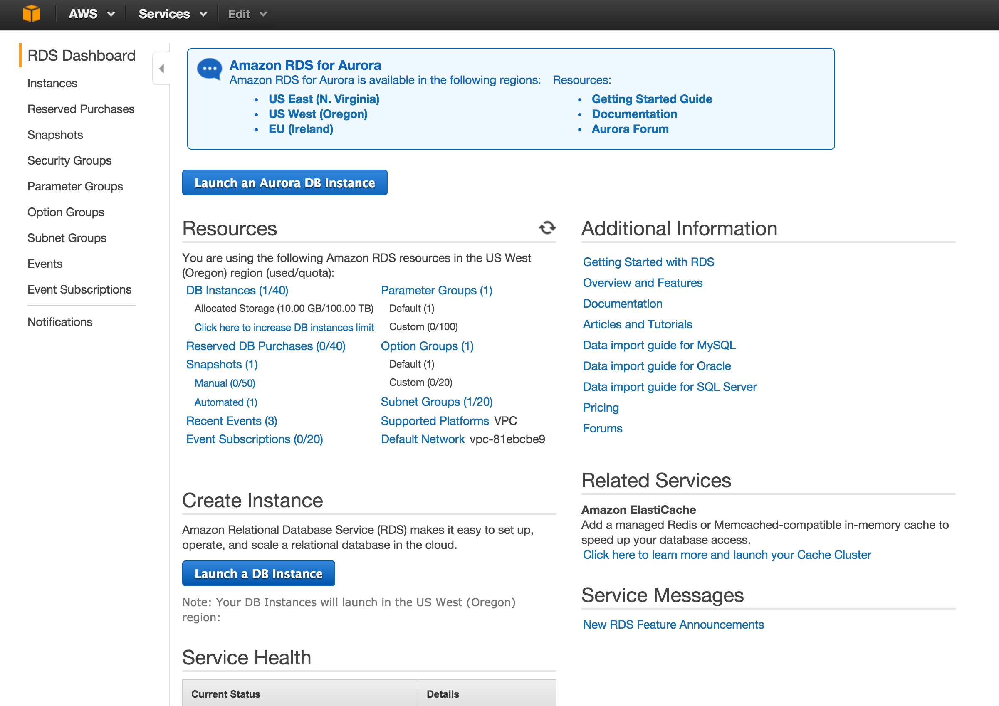 AWS Services Edit
RDS Dashboard
Instances
Reserved Purchases
Snapshots
Security Groups
Parameter Groups
Option Groups
Subnet Groups
Events
Event Subscriptions
Notifications
Amazon RDS for Aurora
Amazon RDS for Aurora is available in the following regions:
US East (N. Virginia)
US West (Oregon)
EU (Ireland)
Resources:
Getting Started Guide
Documentation
Aurora Forum
Launch an Aurora DB Instance
Resources
You are using the following Amazon RDS resources in the US West
(Oregon) region (used/quota):
DB Instances (1/40)
Allocated Storage (10.00 GB/100.00 TB)
Click here to increase DB instances limit
Reserved DB Purchases (0/40)
Snapshots (1)
Manual (0/50)
Automated (1)
Recent Events (3)
Event Subscriptions (0/20)
Parameter Groups (1)
Default (1)
Custom (0/100)
Option Groups (1)
Default (1)
Custom (0/20)
Subnet Groups (1/20)
Supported Platforms VPC
Default Network vpc-81ebcbe9
Create Instance
Amazon Relational Database Service (RDS) makes it easy to set up,
operate, and scale a relational database in the cloud.
Launch a DB Instance
Note: Your DB Instances will launch in the US West (Oregon)
region:
Service Health
Current Status Details
Additional Information
Getting Started with RDS
Overview and Features
Documentation
Articles and Tutorials
Data import guide for MySQL
Data import guide for Oracle
Data import guide for SQL Server
Pricing
Forums
Related Services
Amazon ElastiCache
Add a managed Redis or Memcached-compatible in-memory cache to
speed up your database access.
Click here to learn more and launch your Cache Cluster
Service Messages
New RDS Feature Announcements